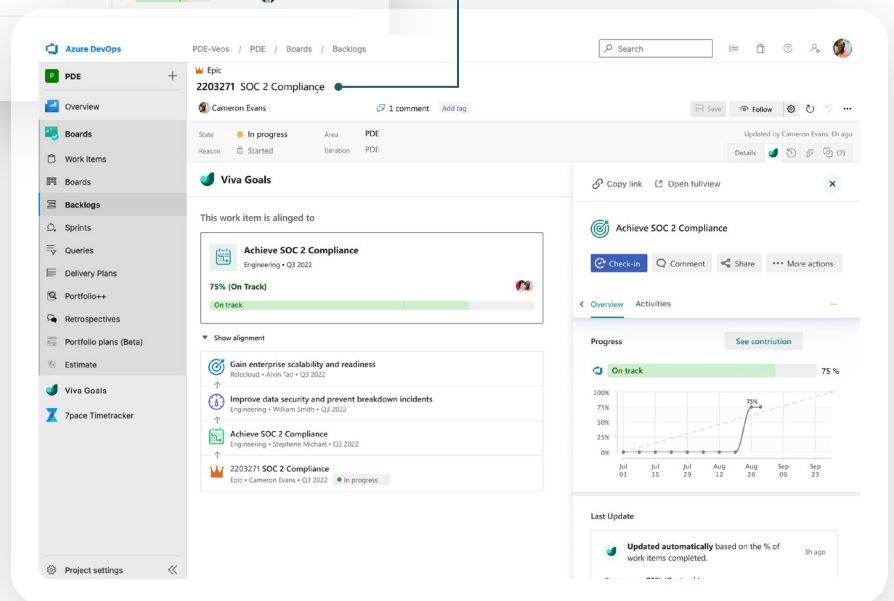 Azure DevOps
PDE-Veos / PDE / Boards / Backlogs
Search
P PDE
Overview
Boards
Work Items
Boards
Backlogs
Sprints
Queries
Delivery Plans
Portfolio++
Retrospectives
Portfolio plans (Beta)
Estimate
Viva Goals
7pace Timetracker
Project settings
Epic
2203271 SOC 2 Compliance
Cameron Evans
1 comment
Add tag
Save
Follow
State In progress Area PDE
Reason Started Iteration PDE
Updated by Cameron Evans: 6h ago
Details
(7)
Viva Goals
This work item is alinged to
Achieve SOC 2 Compliance
Engineering • Q3 2022
75% (On Track)
On track
Show alignment
Gain enterprise scalability and readiness
Relecloud • Alvin Tao • Q3 2022
Improve data security and prevent breakdown incidents
Engineering • William Smith • Q3 2022
Achieve SOC 2 Compliance
Engineering • Stephene Michael • Q3 2022
2203271 SOC 2 Compliance
Epic • Cameron Evans • Q3 2022 In progress
Copy link
Open fullview
Achieve SOC 2 Compliance
Check-in
Comment
Share
More actions
Overview
Activities
Progress
See contriution
On track
75 %
100%
75%
50%
25%
0%
75%
Jul 01
Jul 15
Jul 29
Aug 12
Aug 26
Sep 09
Sep 23
Last Update
Updated automatically based on the % of
work items completed.
3h ago